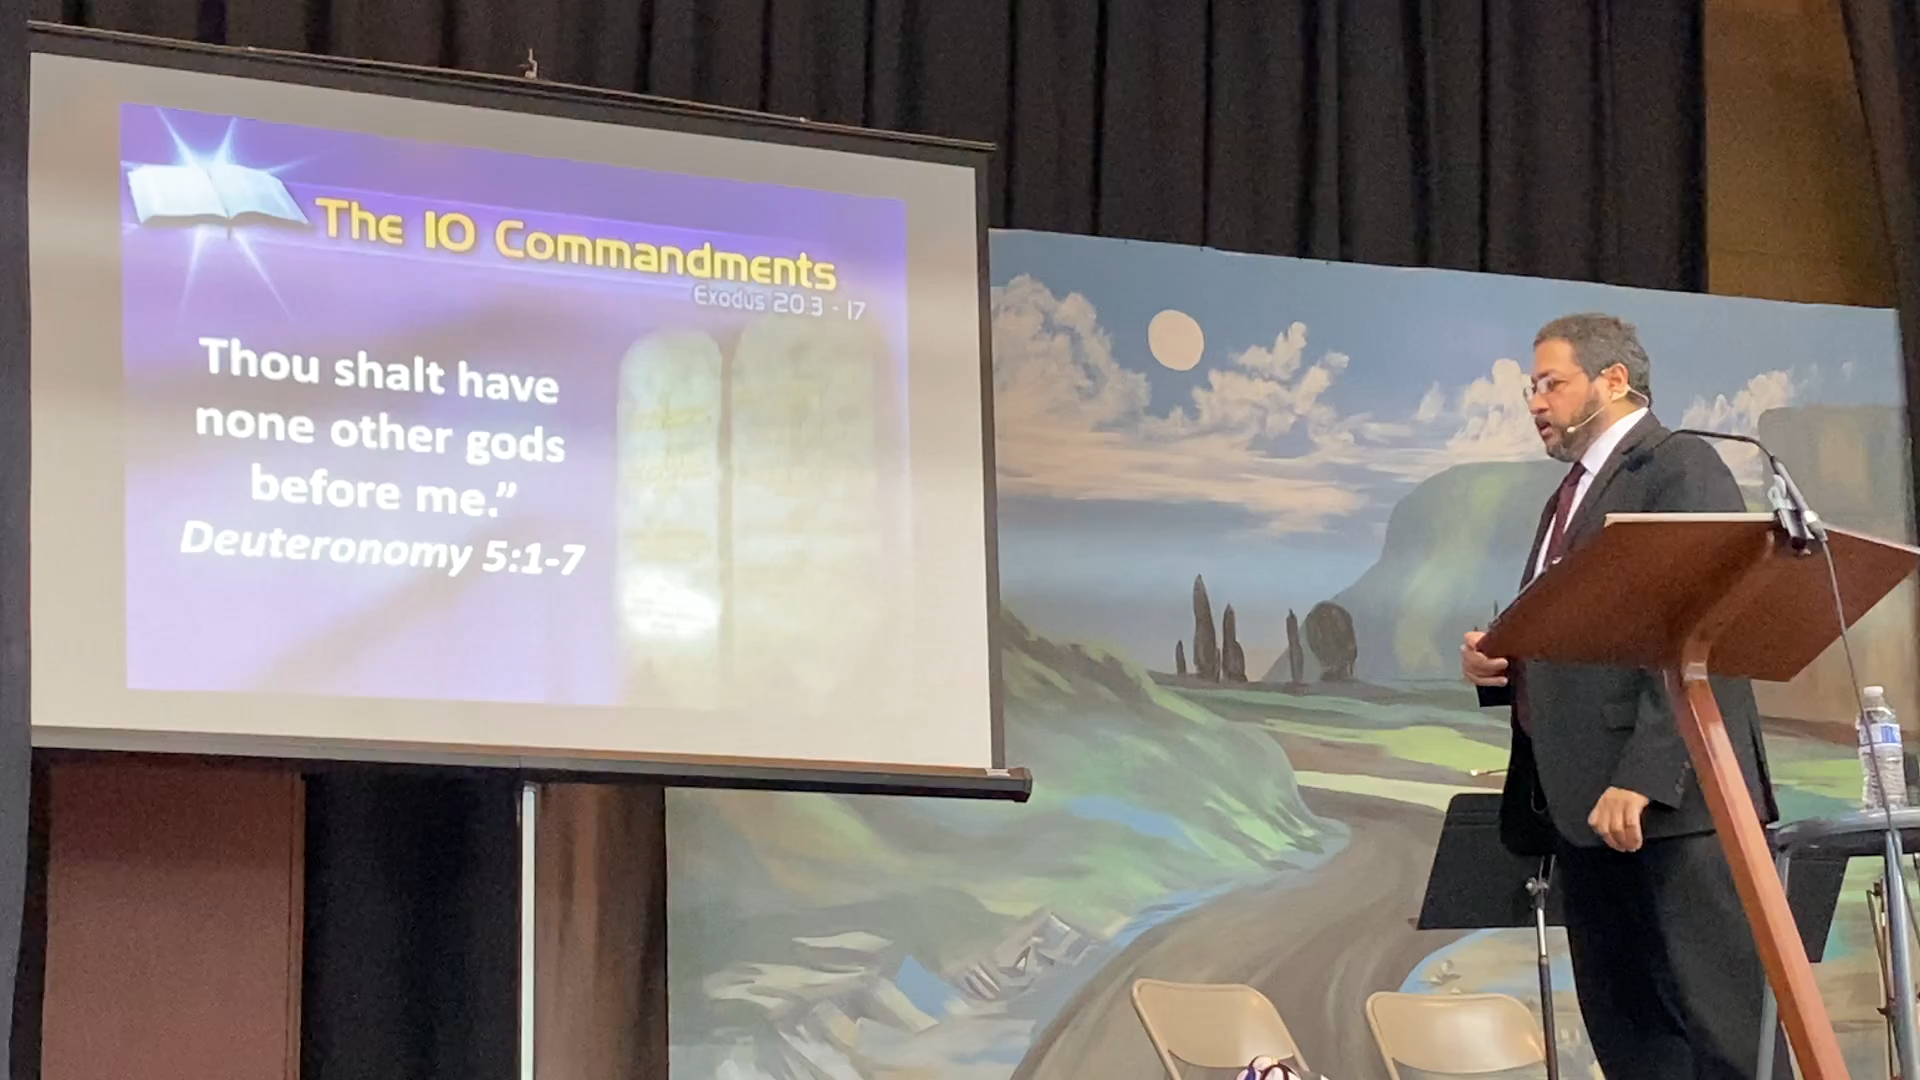 The 10 Commandments
Exodus 20:3 - 17
Thou shalt have
none other gods
before me.”
Deuteronomy 5:1-7